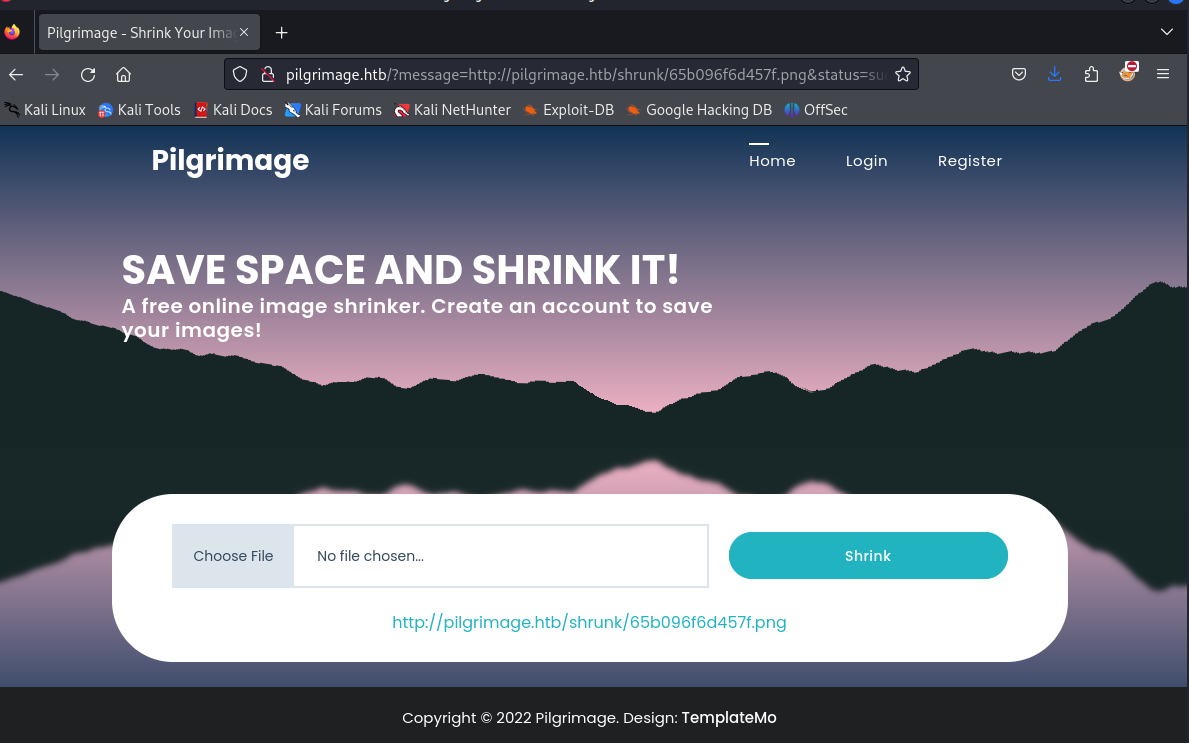 Pilgrimage - Shrink Your Ima
pilgrimage.htb/?message=http://pilgrimage.htb/shrunk/65b096f6d457f.png&status=su
Kali Linux Kali Tools Kali Docs Kali Forums Kali NetHunter Exploit-DB Google Hacking DB OffSec
Pilgrimage
Home Login Register
SAVE SPACE AND SHRINK IT!
A free online image shrinker. Create an account to save
your images!
Choose File No file chosen... Shrink
http://pilgrimage.htb/shrunk/65b096f6d457f.png
Copyright © 2022 Pilgrimage. Design: TemplateMo